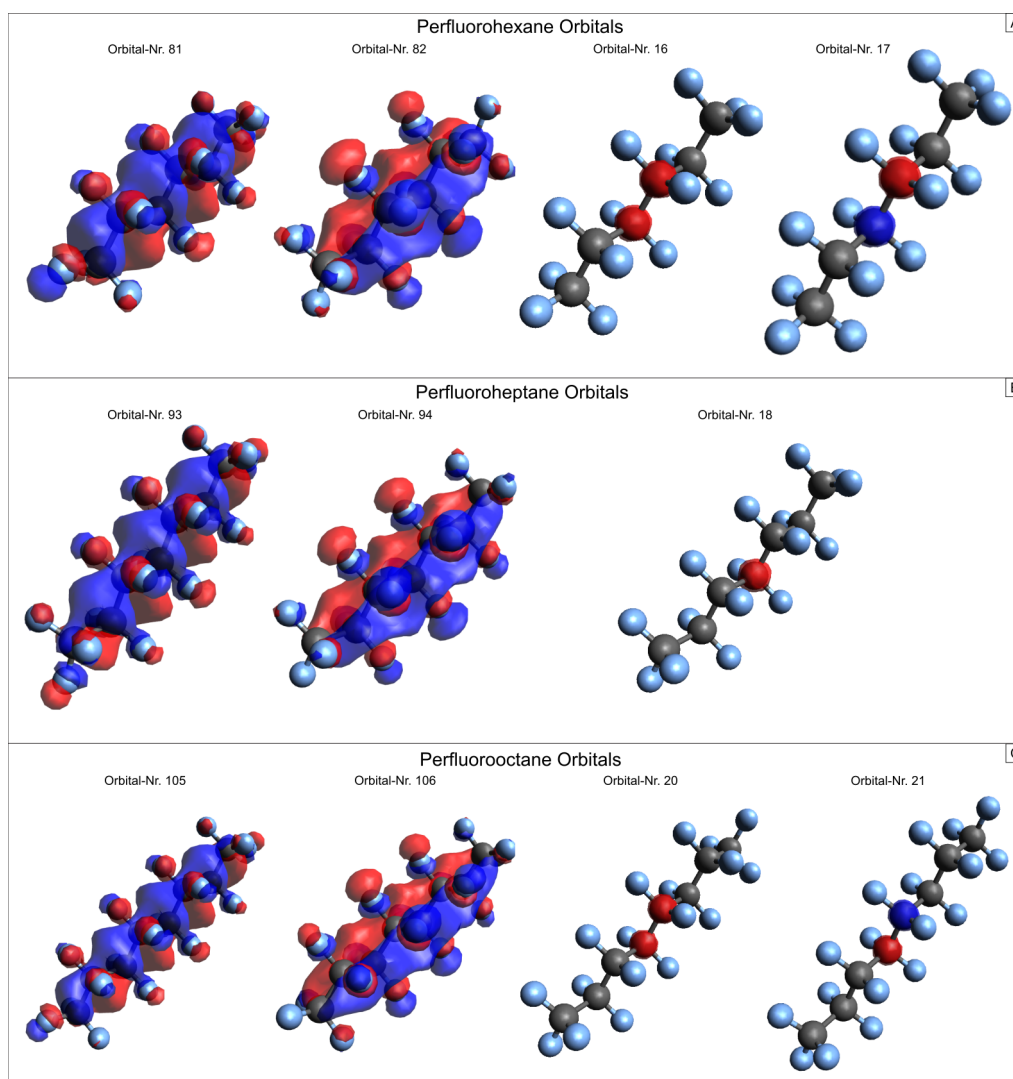 Perfluorohexane Orbitals
A
Orbital-Nr. 81
Orbital-Nr. 82
Orbital-Nr. 16
Orbital-Nr. 17
Perfluoroheptane Orbitals
Orbital-Nr. 93
Orbital-Nr. 94
Orbital-Nr. 18
Perfluorooctane Orbitals
Orbital-Nr. 105
Orbital-Nr. 106
Orbital-Nr. 20
Orbital-Nr. 21